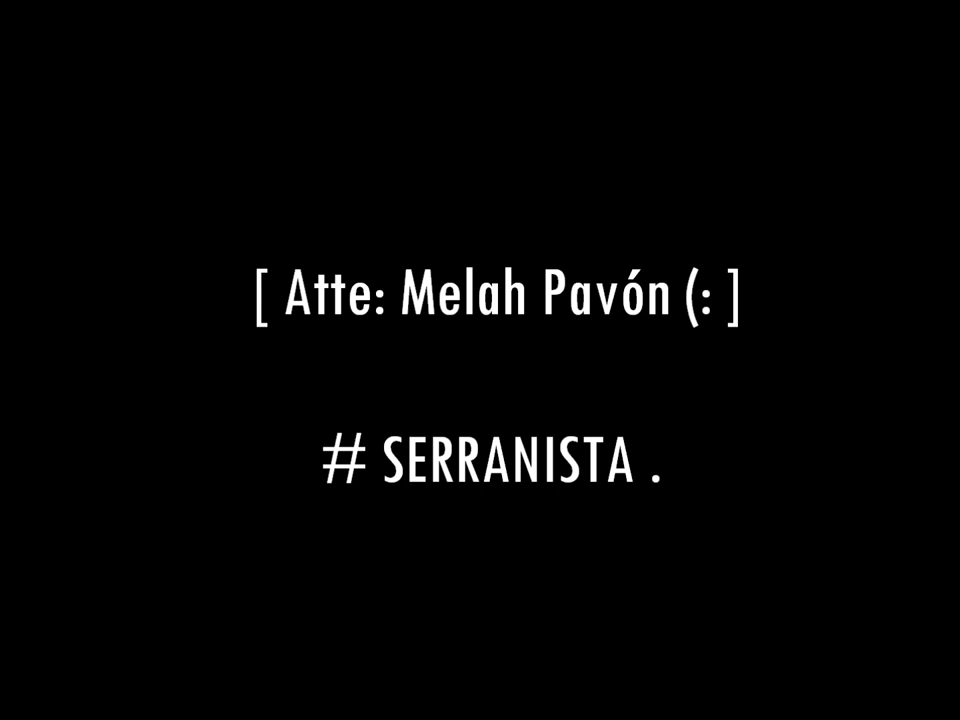 [ Atte: Melah Pavón (: ]
# SERRANISTA .